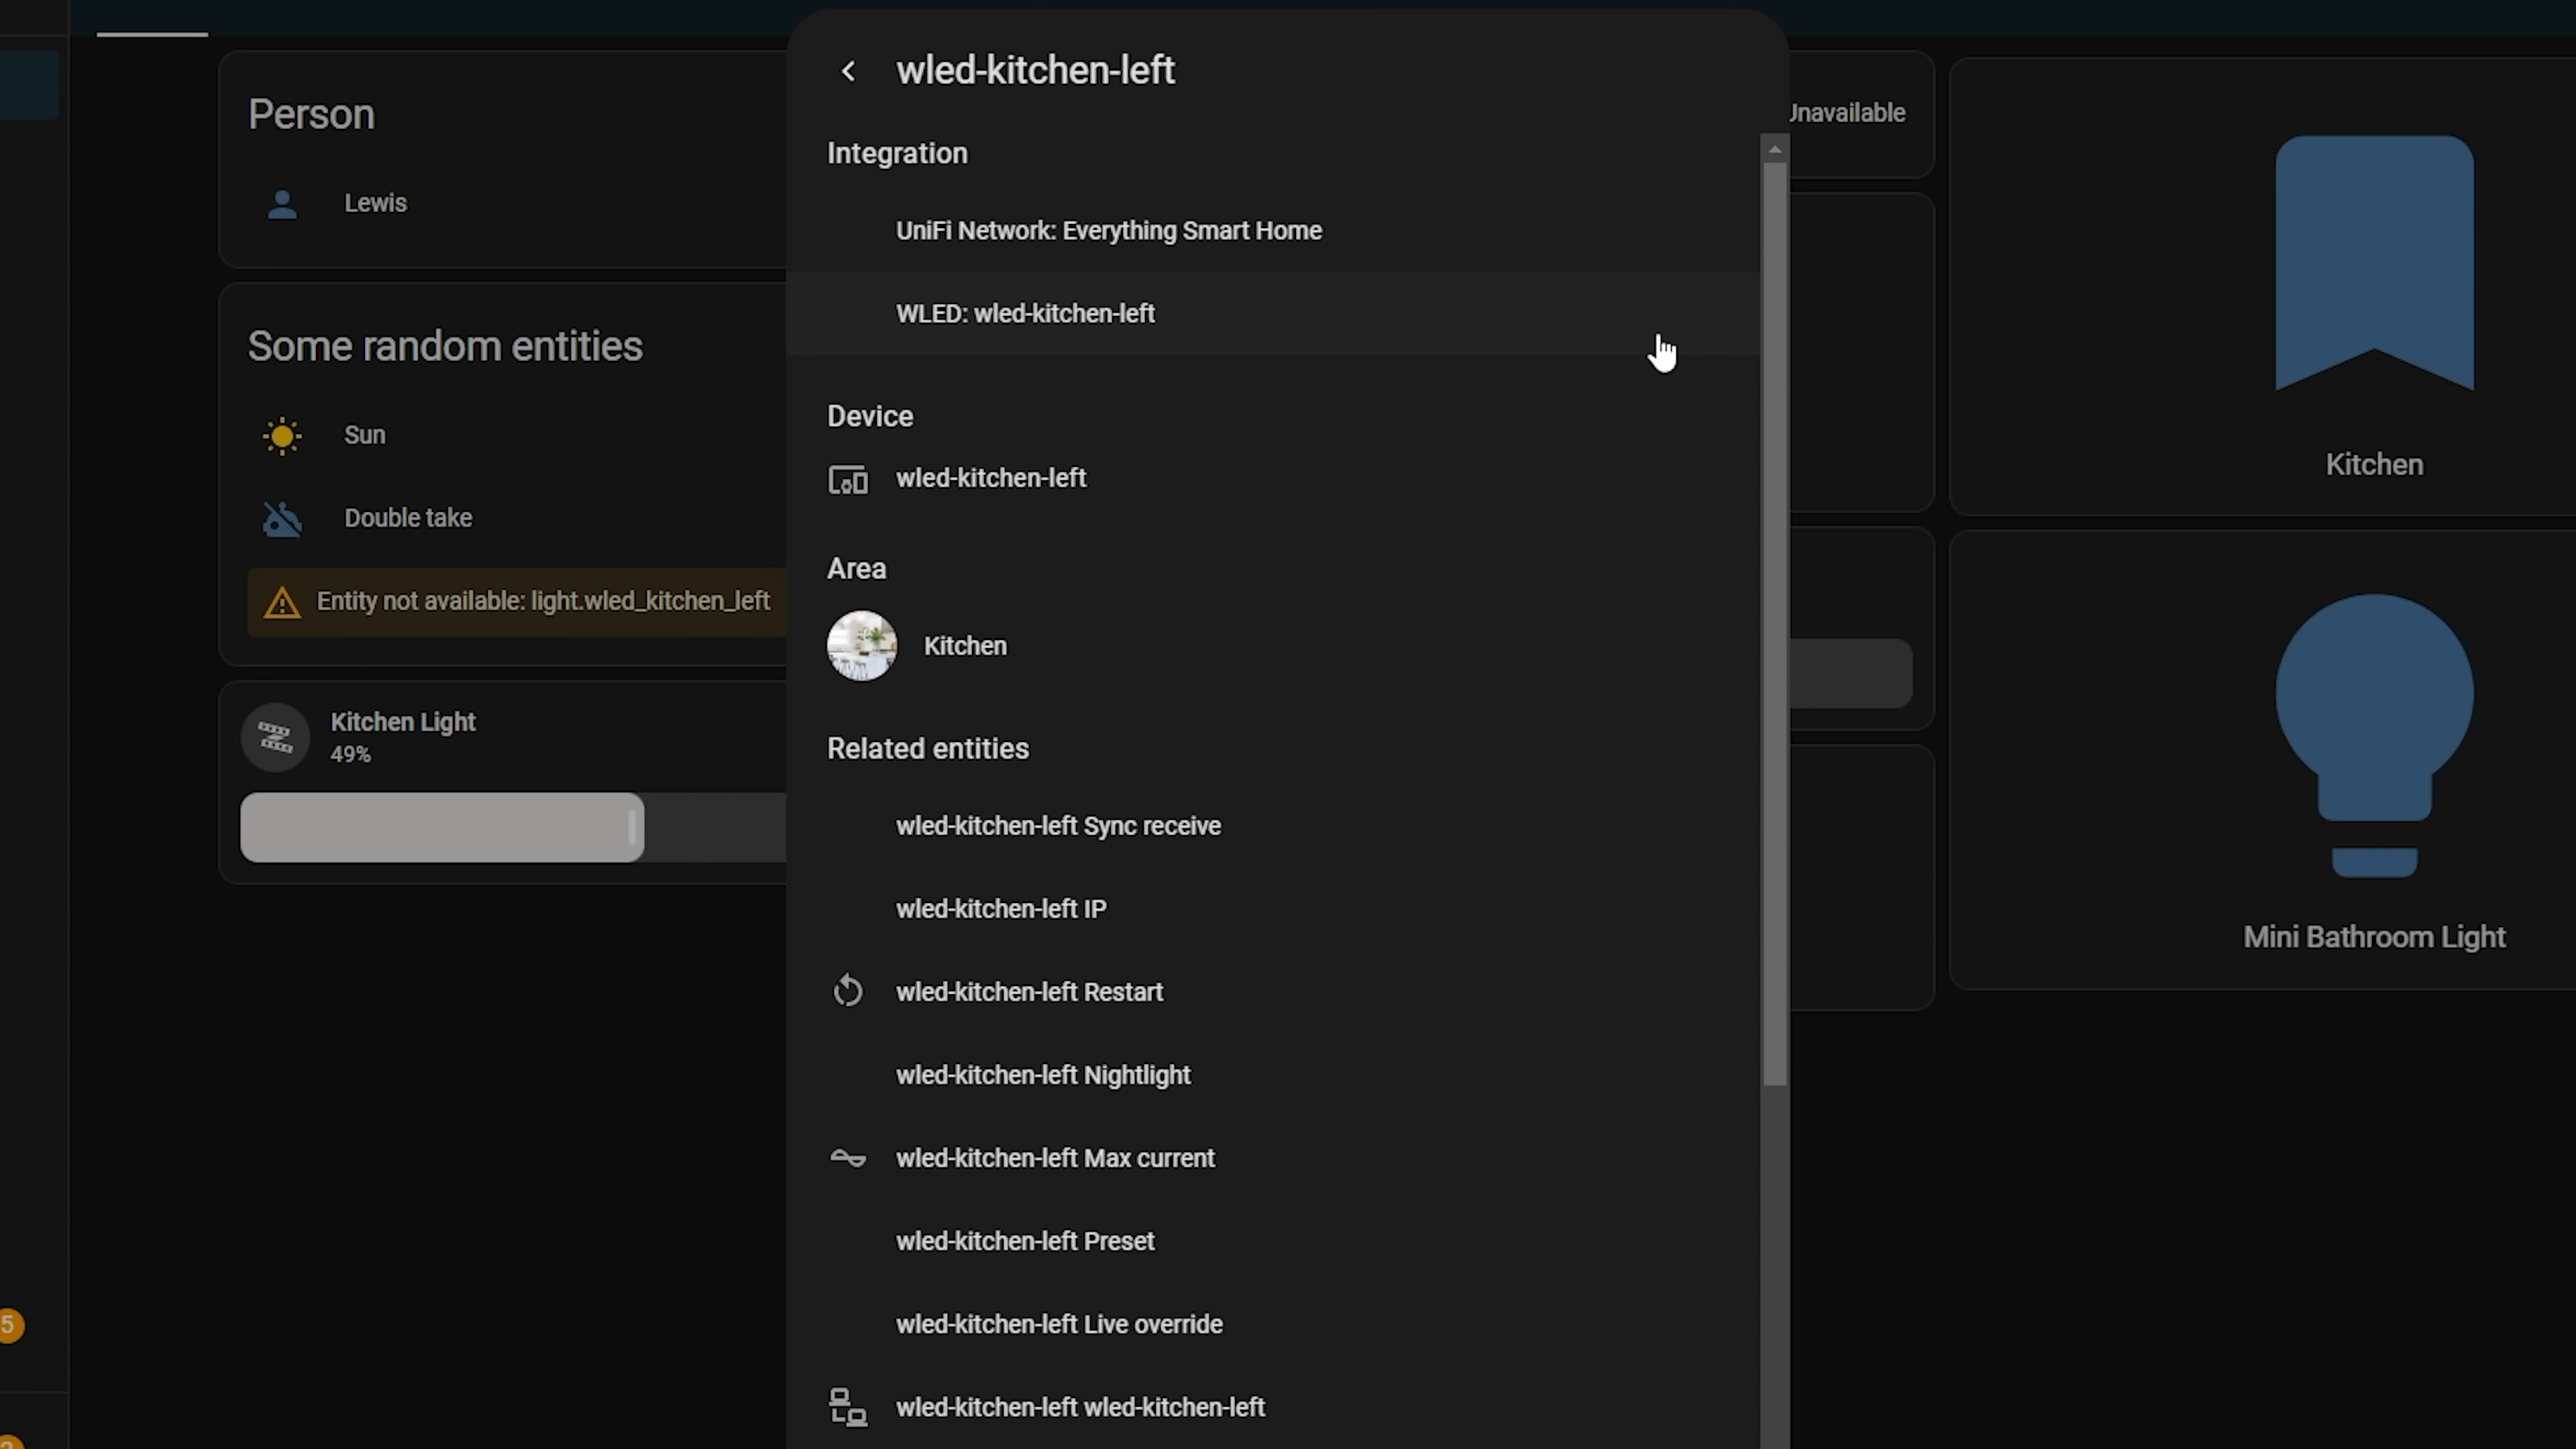 wled-kitchen-left
Integration
UniFi Network: Everything Smart Home
WLED: wled-kitchen-left
Device
wled-kitchen-left
Area
Kitchen
Related entities
wled-kitchen-left Sync receive
wled-kitchen-left IP
wled-kitchen-left Restart
wled-kitchen-left Nightlight
wled-kitchen-left Max current
wled-kitchen-left Preset
wled-kitchen-left Live override
wled-kitchen-left wled-kitchen-left
Person
Lewis
Some random entities
Sun
Double take
Entity not available: light.wled_kitchen_left
Kitchen Light
49%
5
Unavailable
Kitchen
Mini Bathroom Light